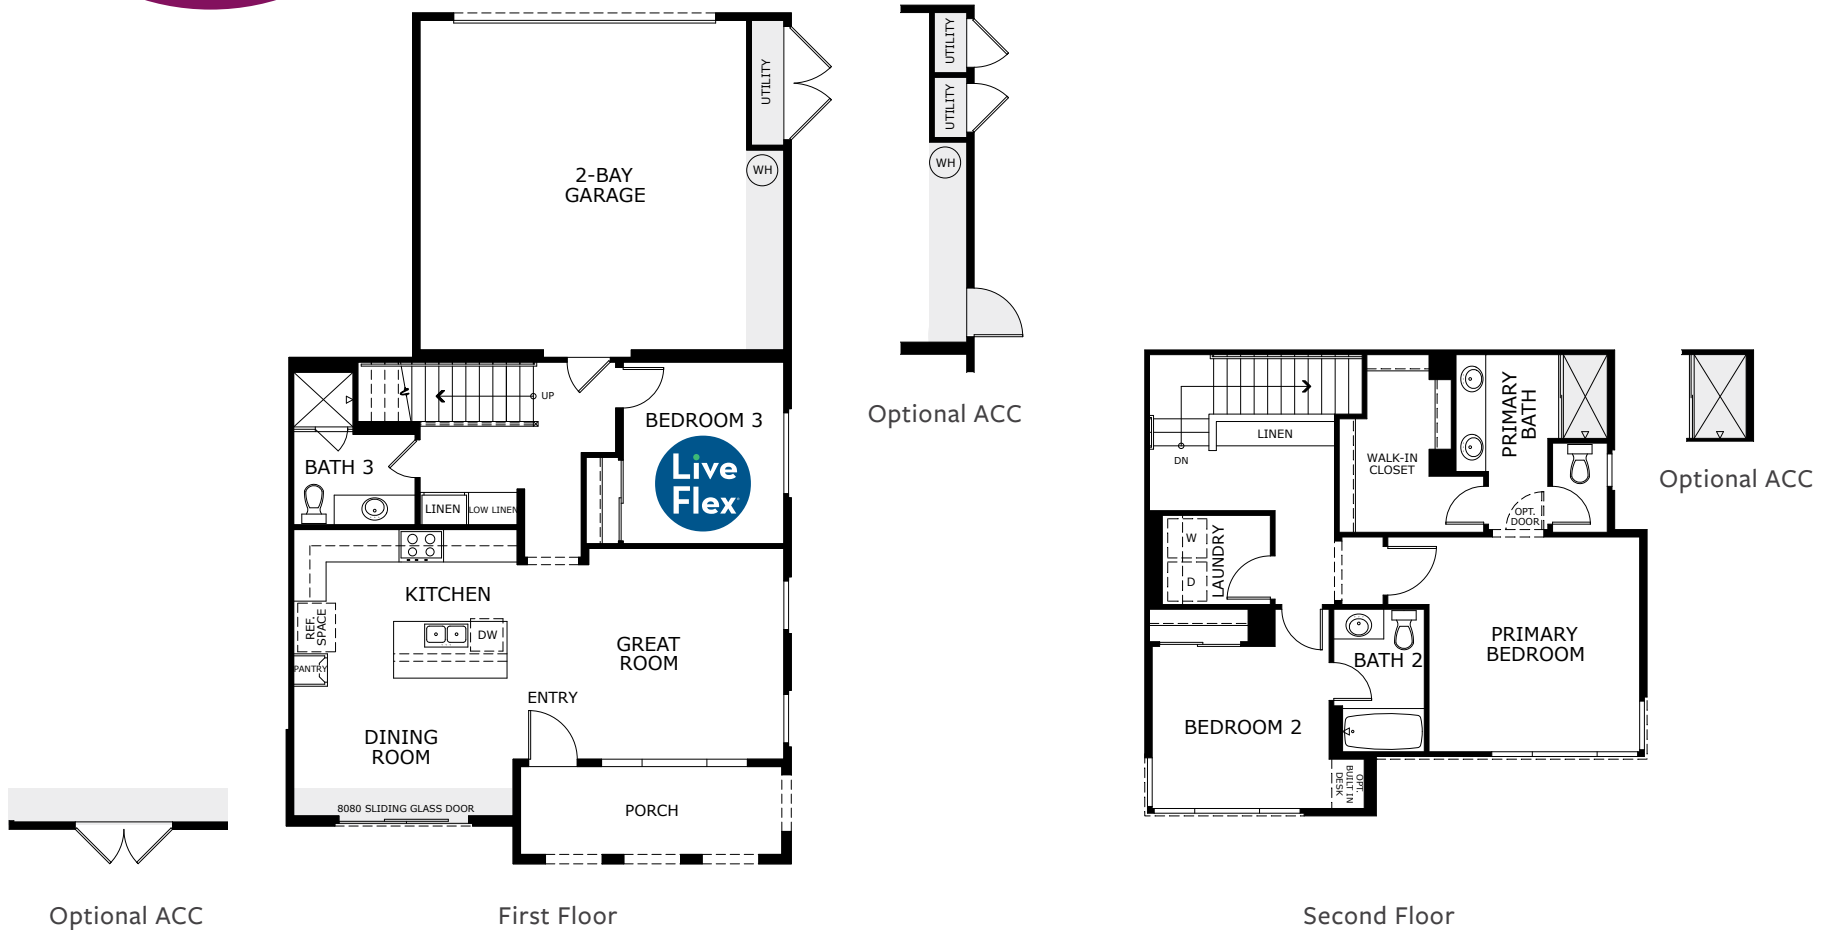 UTILITY
WH
2-BAY
GARAGE
UP
BEDROOM 3
Live
Flex
BATH 3
LINEN
LOW LINEN
KITCHEN
REF.
SPACE
DW
PANTRY
GREAT
ROOM
ENTRY
DINING
ROOM
8080 SLIDING GLASS DOOR
PORCH
Optional ACC
First Floor
UTILITY
UTILITY
WH
Optional ACC
LINEN
DN
WALK-IN
CLOSET
PRIMARY
BATH
OPT.
DOOR
W
D
LAUNDRY
PRIMARY
BEDROOM
BATH 2
BEDROOM 2
OPT.
BUILT IN
DESK
Second Floor
Optional ACC